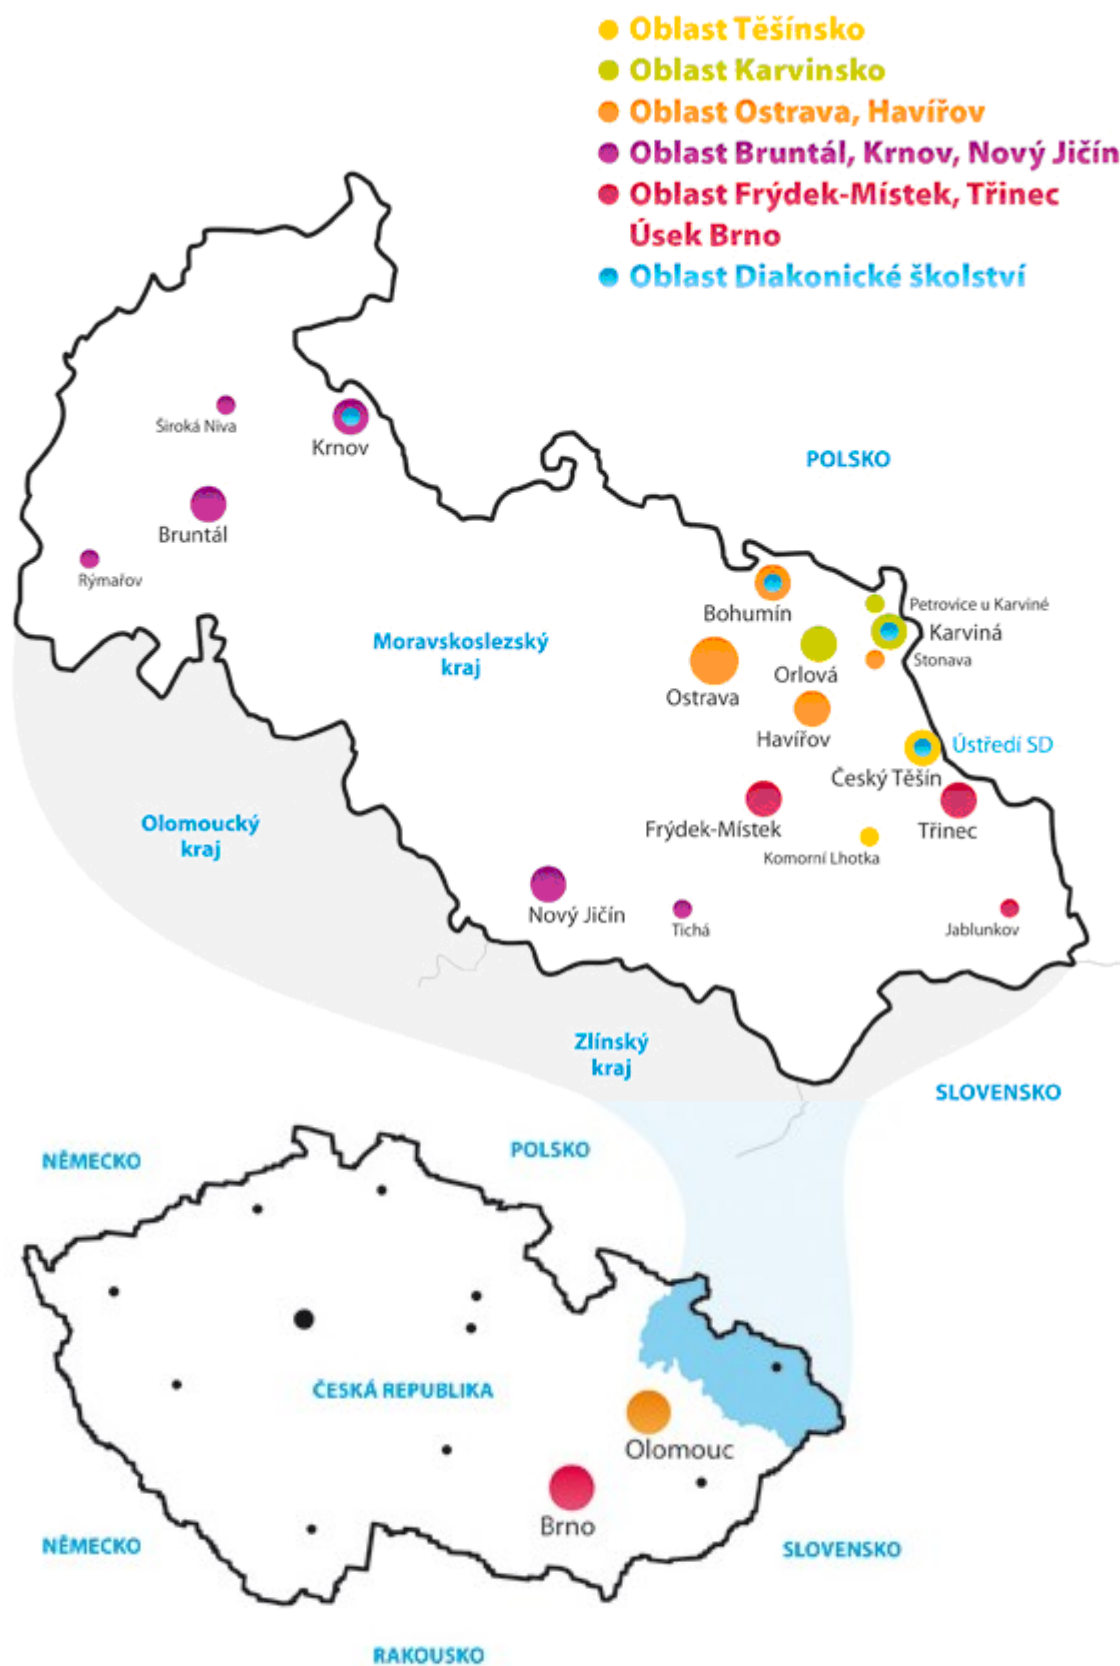 Oblast Těšínsko
Oblast Karvinsko
Oblast Ostrava, Havířov
Oblast Bruntál, Krnov, Nový Jičín
Oblast Frýdek-Místek, Třinec
Úsek Brno
Oblast Diakonické školství
Široká Niva
Krnov
POLSKO
Bruntál
Rýmařov
Bohumín
Petrovice u Karviné
Karviná
Moravskoslezský
kraj
Orlová
Stonava
Ostrava
Havířov
Ústředí SD
Český Těšín
Olomoucký
kraj
Frýdek-Místek
Třinec
Komorní Lhotka
Nový Jičín
Tichá
Jablunkov
Zlínský
kraj
SLOVENSKO
NĚMECKO
POLSKO
ČESKÁ REPUBLIKA
Olomouc
Brno
NĚMECKO
SLOVENSKO
RAKOUSKO